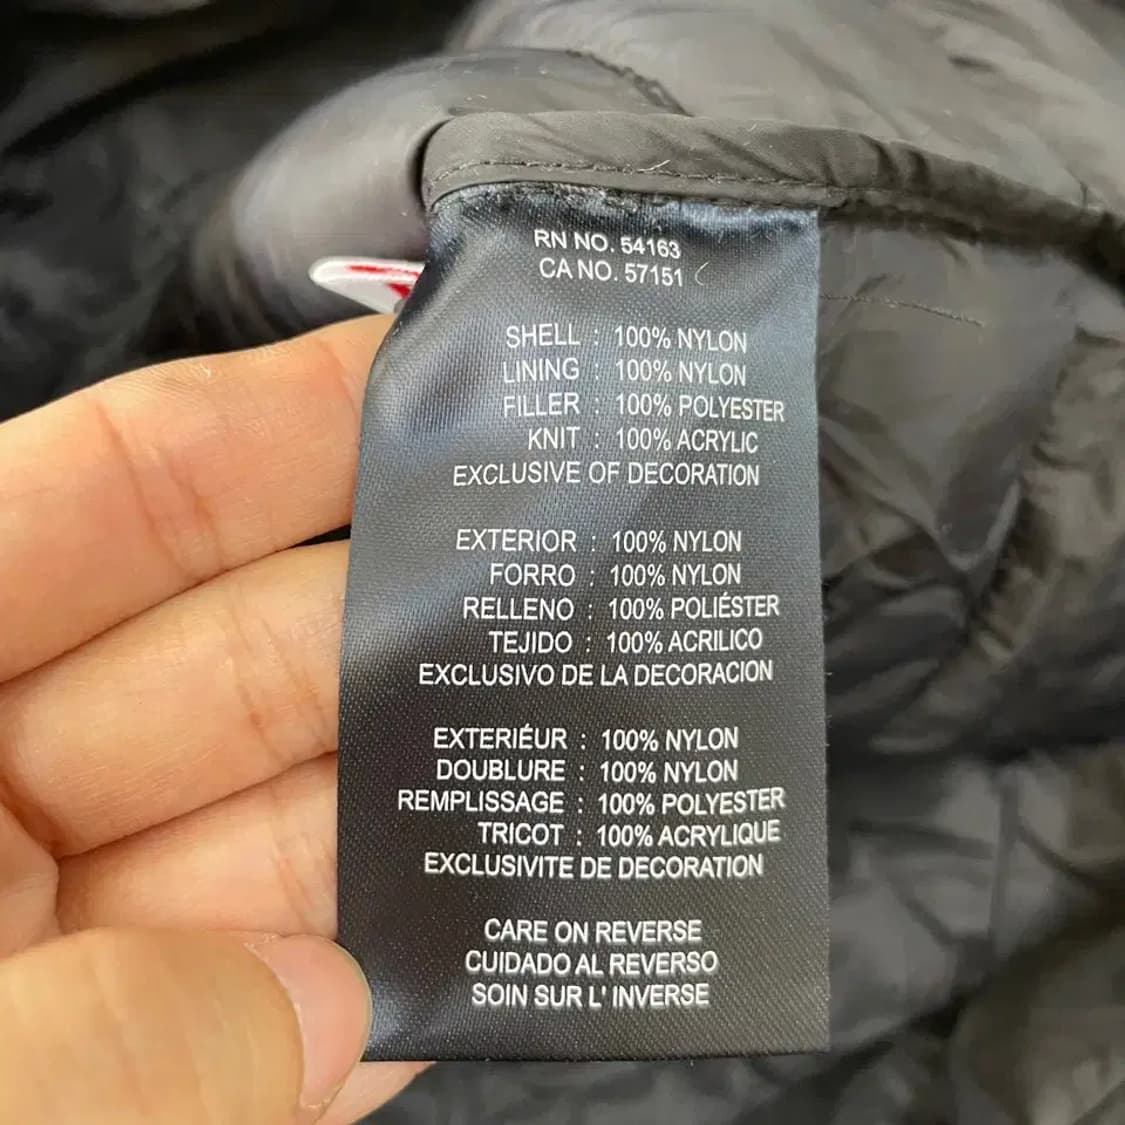 RN NO. 54163
CA NO. 57151
SHELL : 100% NYLON
LINING : 100% NYLON
FILLER : 100% POLYESTER
KNIT : 100% ACRYLIC
EXCLUSIVE OF DECORATION
EXTERIOR : 100% NYLON
FORRO : 100% NYLON
RELLENO : 100% POLIÉSTER
TEJIDO : 100% ACRILICO
EXCLUSIVO DE LA DECORACION
EXTERIÉUR : 100% NYLON
DOUBLURE : 100% NYLON
REMPLISSAGE : 100% POLYESTER
TRICOT : 100% ACRYLIQUE
EXCLUSIVITE DE DECORATION
CARE ON REVERSE
CUIDADO AL REVERSO
SOIN SUR L' INVERSE